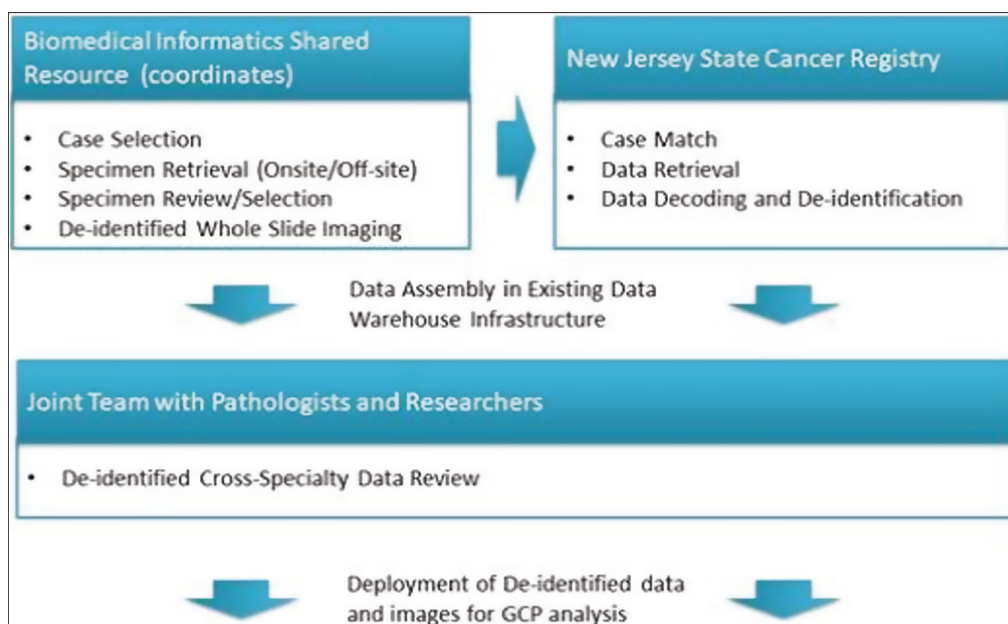 Biomedical Informatics Shared
Resource (coordinates)
• Case Selection
• Specimen Retrieval (Onsite/Off-site)
• Specimen Review/Selection
• De-identified Whole Slide Imaging
New Jersey State Cancer Registry
• Case Match
• Data Retrieval
• Data Decoding and De-identification
Data Assembly in Existing Data
Warehouse Infrastructure
Joint Team with Pathologists and Researchers
• De-identified Cross-Specialty Data Review
Deployment of De-identified data
and images for GCP analysis